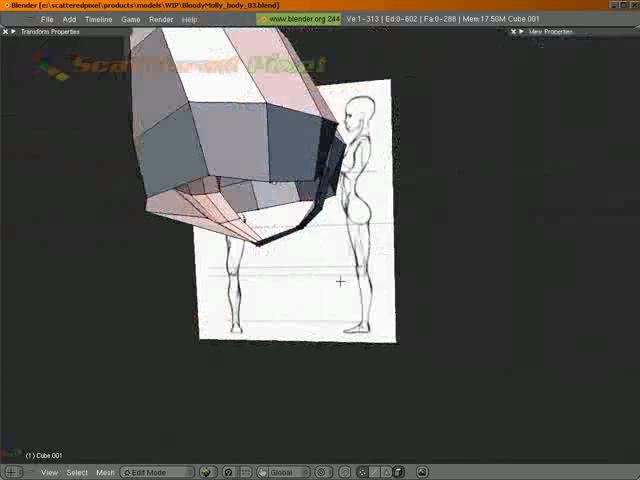 Blender [e:\scatteredpixel\products\models\WIP\BloodyMolly_body_03.blend]
File Add Timeline Game Render Help www.blender.org 244 Ve:1-313 | Ed:0-602 | Fa:0-288 | Mem:17.50M Cube.001
Transform Properties View Properties
Scattered Pixel
(1) Cube.001
View Select Mesh Edit Mode Global